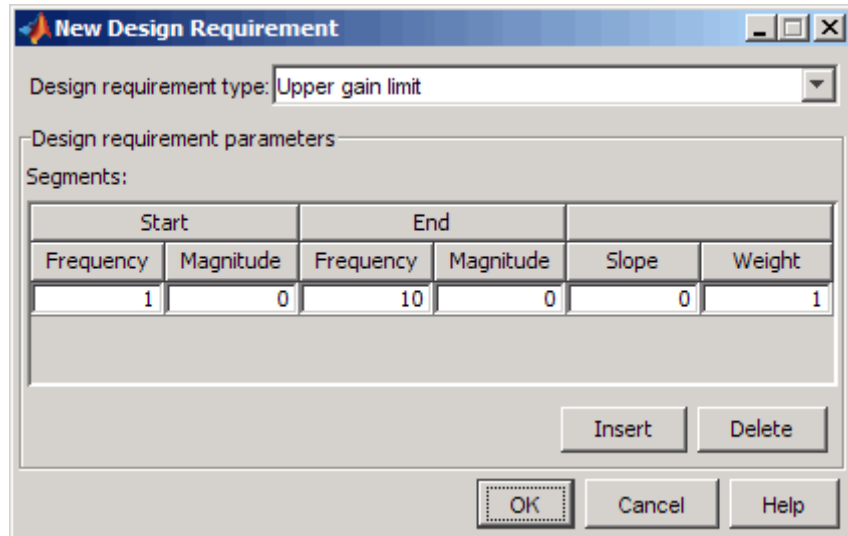 New Design Requirement
Design requirement type: Upper gain limit
Design requirement parameters
Segments:
Start End
Frequency Magnitude Frequency Magnitude Slope Weight
1 0 10 0 0 1
Insert Delete
OK Cancel Help